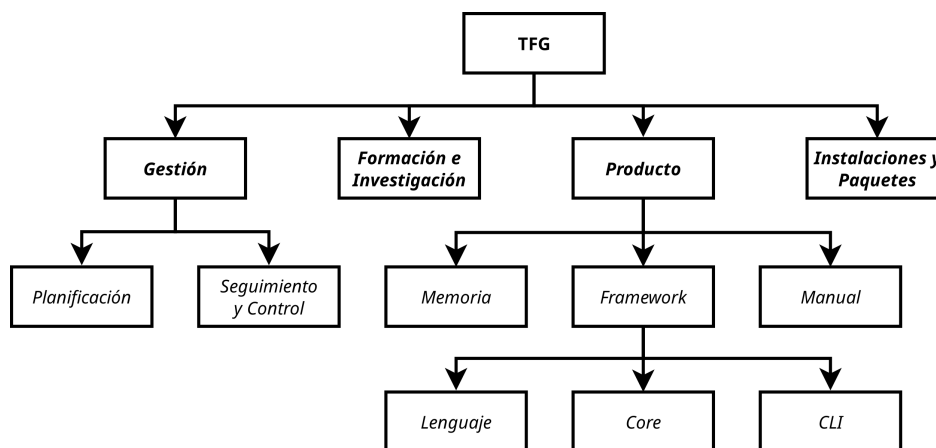 TFG
Gestión
Formación e
Investigación
Producto
Instalaciones y
Paquetes
Planificación
Seguimiento
y Control
Memoria
Framework
Manual
Lenguaje
Core
CLI